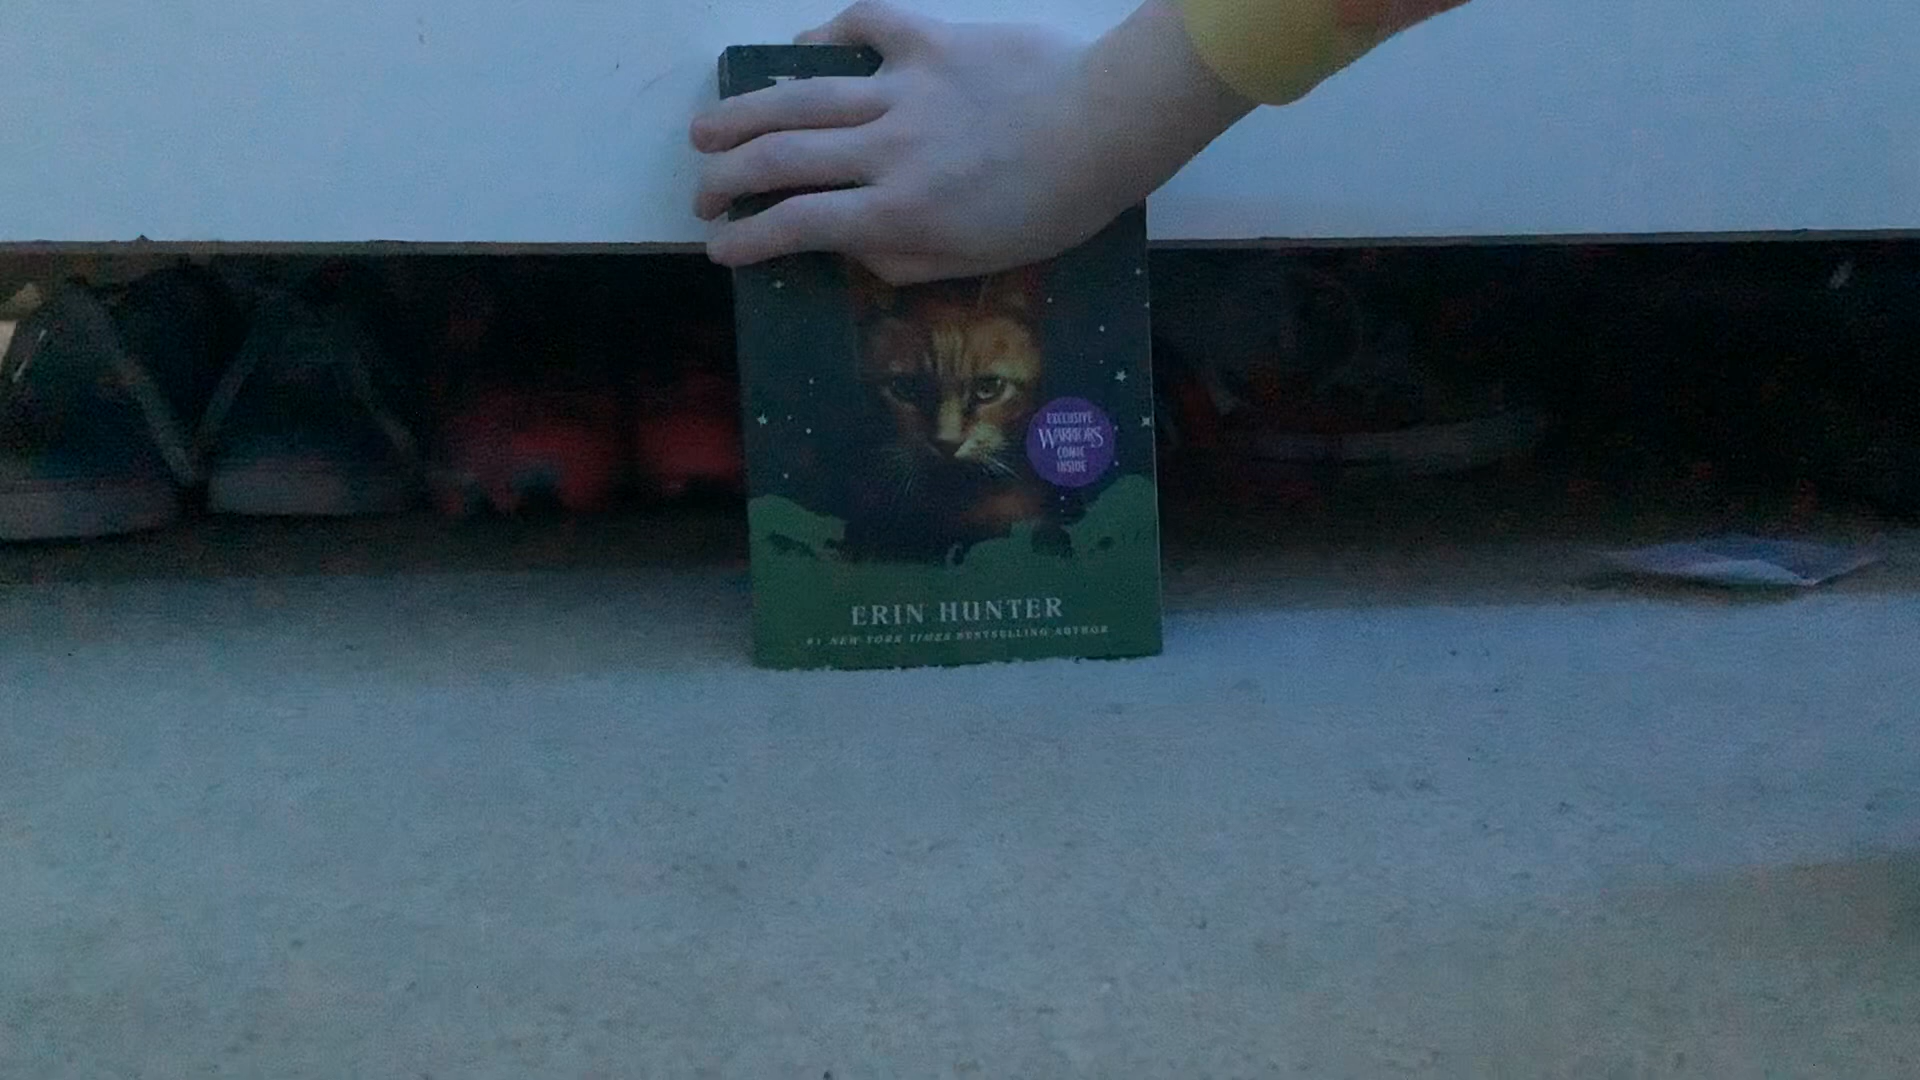 EXCLUSIVE
WARRIORS
COMIC
INSIDE
ERIN HUNTER
#1 NEW YORK TIMES BESTSELLING AUTHOR